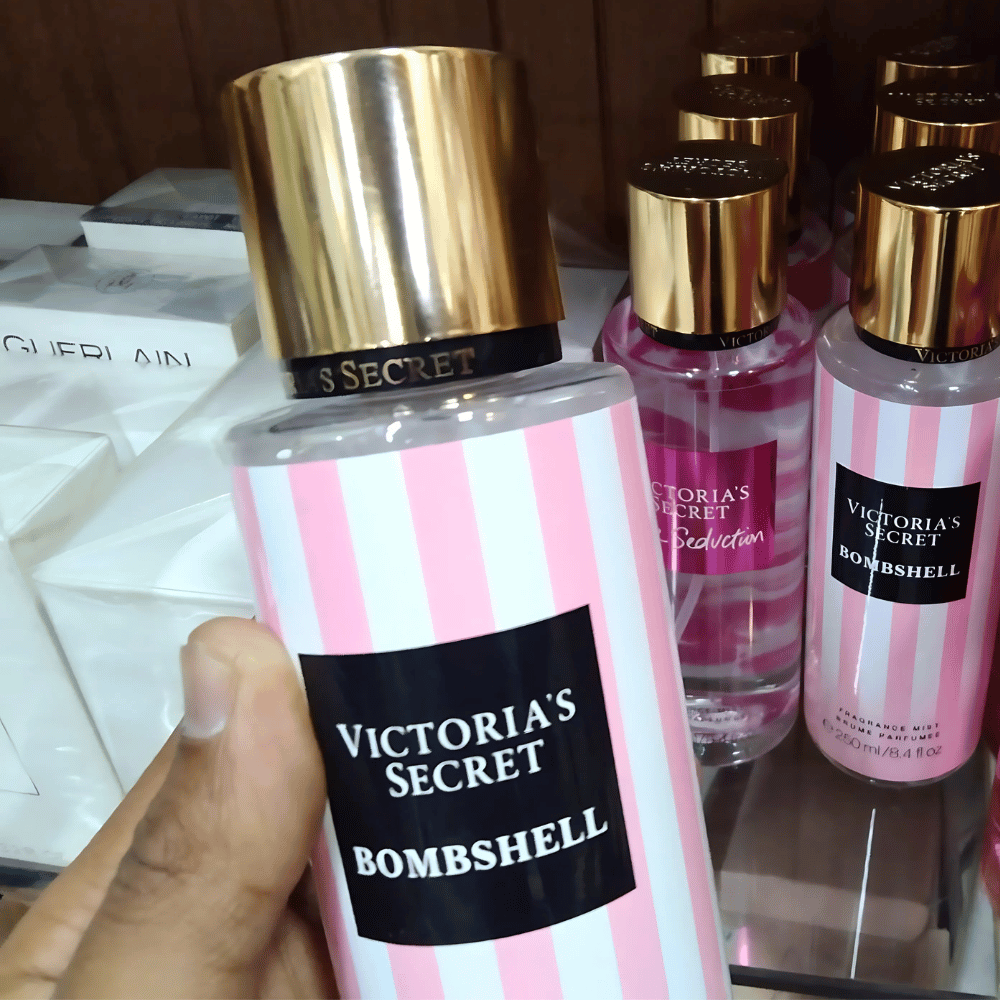 GUERLAIN
SECRET
VICTORIA'S
SECRET
BOMBSHELL
VICTORIA'S
SECRET
Seduction
VICTORIA'S
VICTORIA'S
SECRET
BOMBSHELL
FRAGRANCE MIST
BRUME PARFUMÉE
℮ 250 ml/8.4 fl oz